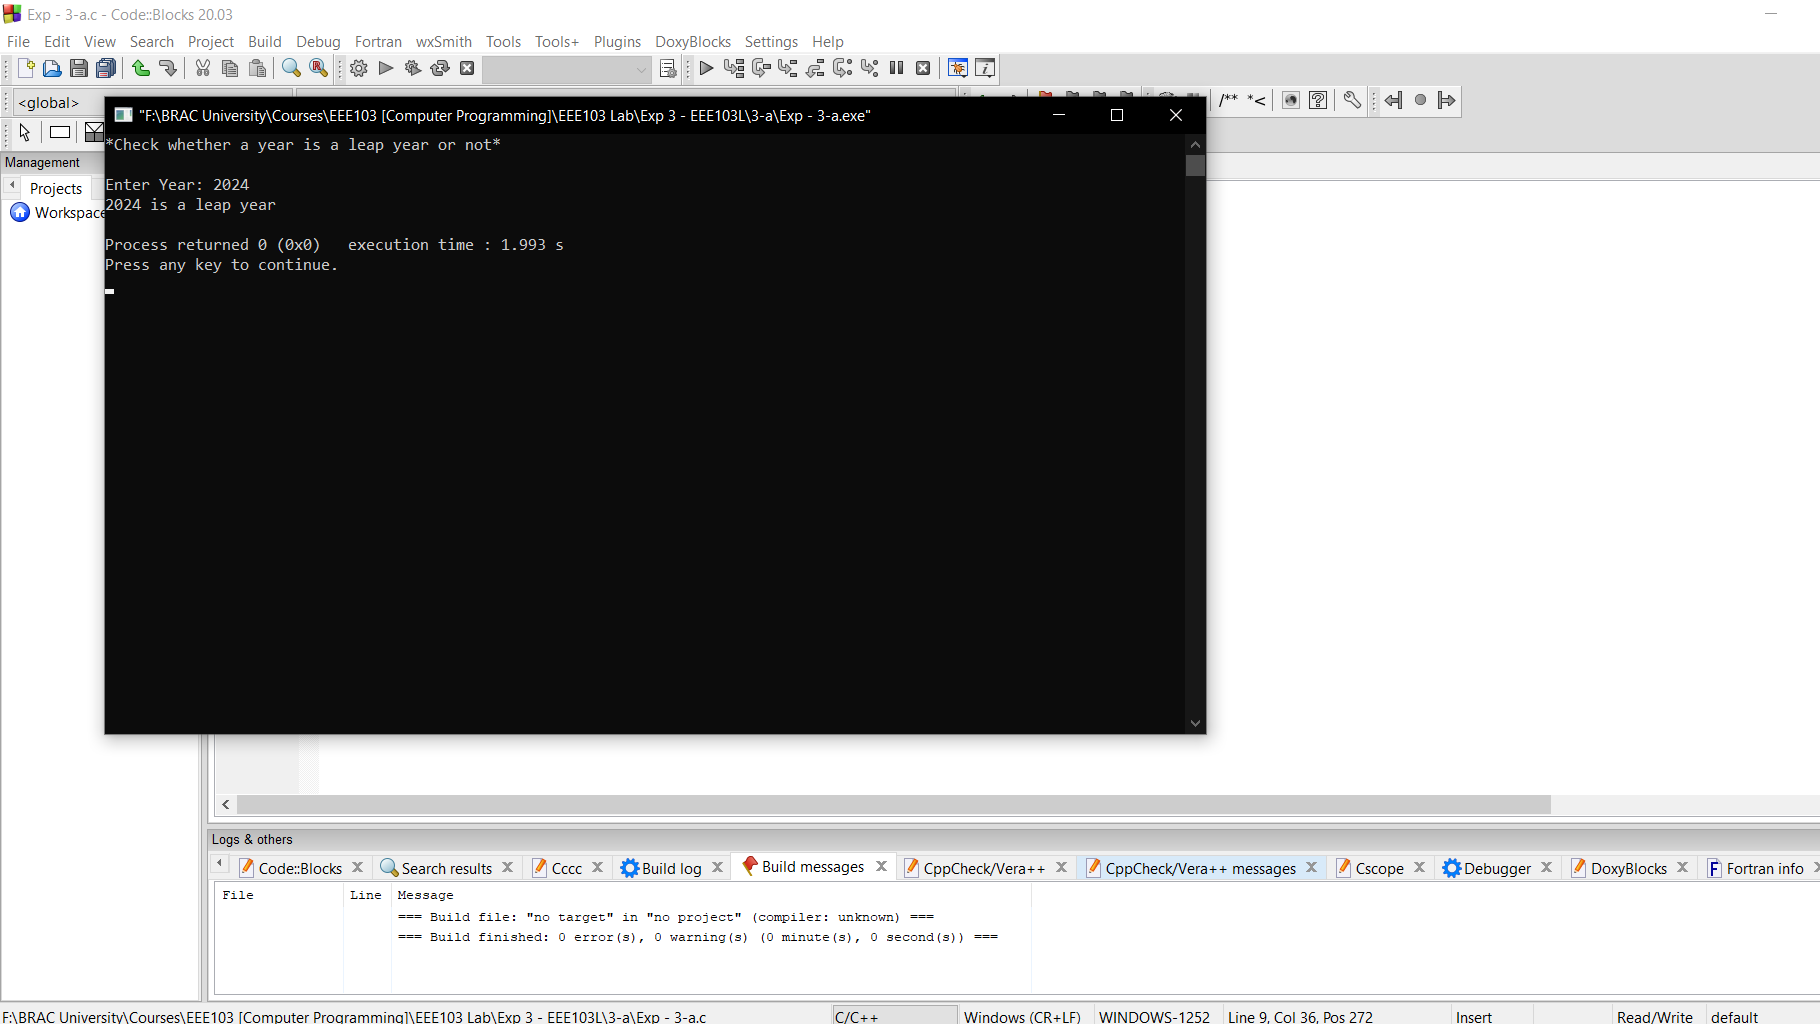 Exp - 3-a.c - Code::Blocks 20.03
File Edit View Search Project Build Debug Fortran wxSmith Tools Tools+ Plugins DoxyBlocks Settings Help
<global>
/** *<
"F:\BRAC University\Courses\EEE103 [Computer Programming]\EEE103 Lab\Exp 3 - EEE103L\3-a\Exp - 3-a.exe"
*Check whether a year is a leap year or not*
Enter Year: 2024
2024 is a leap year
Process returned 0 (0x0)   execution time : 1.993 s
Press any key to continue.
Management
Projects
Workspace
Logs & others
Code::Blocks X Search results X Cccc X Build log X Build messages X CppCheck/Vera++ X CppCheck/Vera++ messages X Cscope X Debugger X DoxyBlocks X Fortran info
File Line Message
=== Build file: "no target" in "no project" (compiler: unknown) ===
=== Build finished: 0 error(s), 0 warning(s) (0 minute(s), 0 second(s)) ===
F:\BRAC University\Courses\EEE103 [Computer Programming]\EEE103 Lab\Exp 3 - EEE103L\3-a\Exp - 3-a.c C/C++ Windows (CR+LF) WINDOWS-1252 Line 9, Col 36, Pos 272 Insert Read/Write default